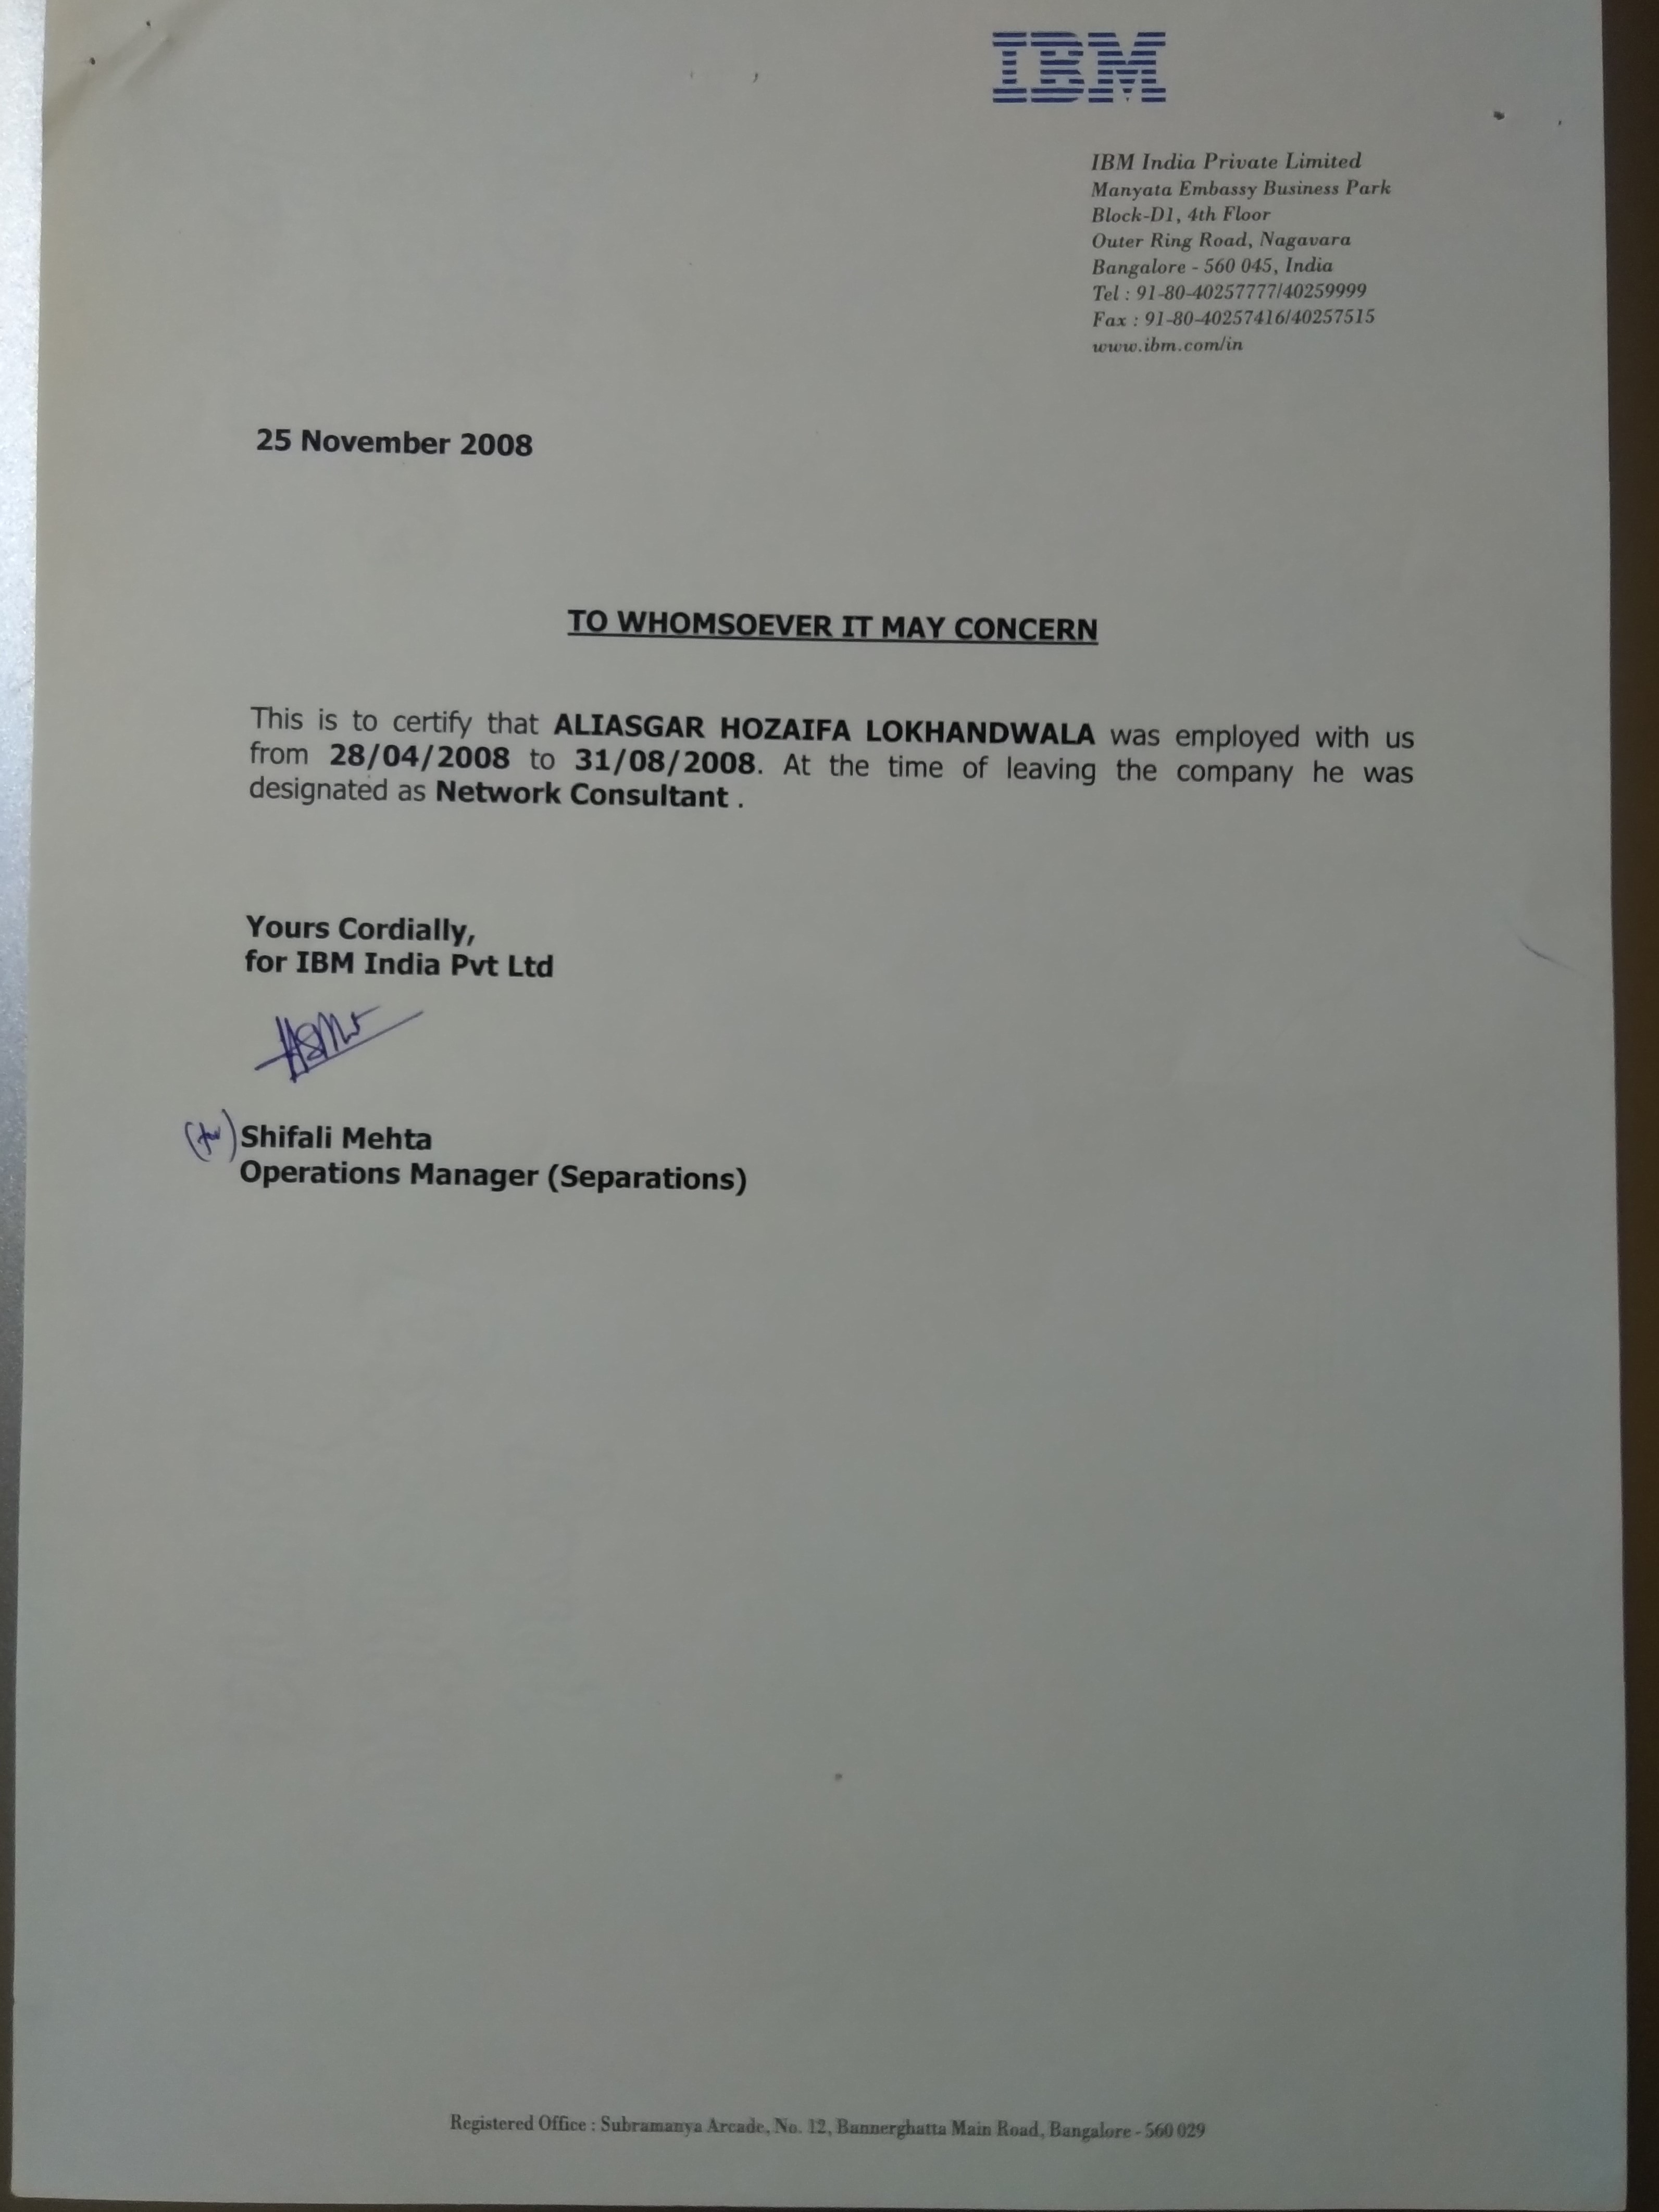 IBM
IBM India Private Limited
Manyata Embassy Business Park
Block-D1, 4th Floor
Outer Ring Road, Nagavara
Bangalore - 560 045, India
Tel : 91-80-40257777/40259999
Fax : 91-80-40257416/40257515
www.ibm.com/in
25 November 2008
TO WHOMSOEVER IT MAY CONCERN
This is to certify that ALIASGAR HOZAIFA LOKHANDWALA was employed with us
from 28/04/2008 to 31/08/2008. At the time of leaving the company he was
designated as Network Consultant .
Yours Cordially,
for IBM India Pvt Ltd
(for) Shifali Mehta
Operations Manager (Separations)
Registered Office : Subramanya Arcade, No. 12, Bannerghatta Main Road, Bangalore - 560 029